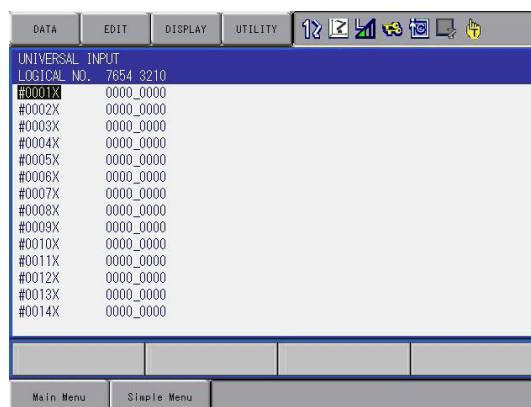 DATA EDIT DISPLAY UTILITY
UNIVERSAL INPUT
LOGICAL NO. 7654 3210
#0001X 0000_0000
#0002X 0000_0000
#0003X 0000_0000
#0004X 0000_0000
#0005X 0000_0000
#0006X 0000_0000
#0007X 0000_0000
#0008X 0000_0000
#0009X 0000_0000
#0010X 0000_0000
#0011X 0000_0000
#0012X 0000_0000
#0013X 0000_0000
#0014X 0000_0000
Main Menu Simple Menu